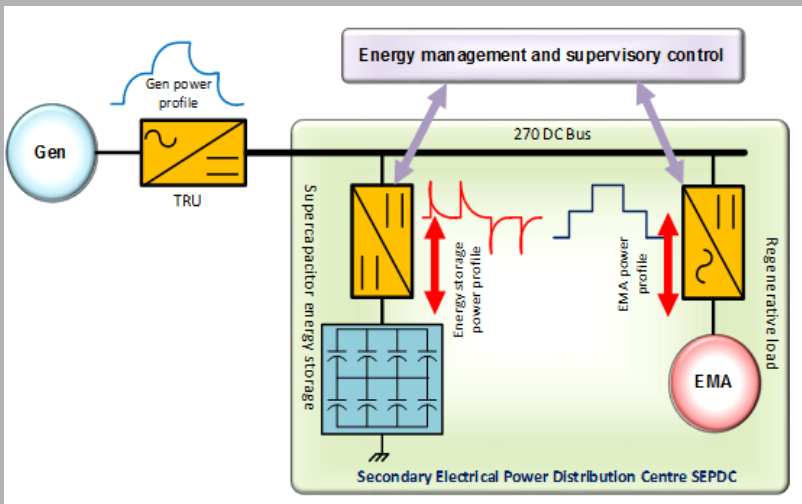 Energy management and supervisory control
Gen power
profile
Gen
TRU
270 DC Bus
Supercapacitor energy
storage
Energy storage
power profile
EMA power
profile
Regenerative load
EMA
Secondary Electrical Power Distribution Centre SEPDC